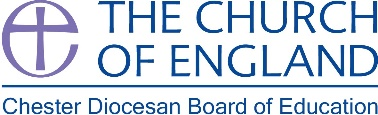 THE CHURCH
OF ENGLAND
Chester Diocesan Board of Education